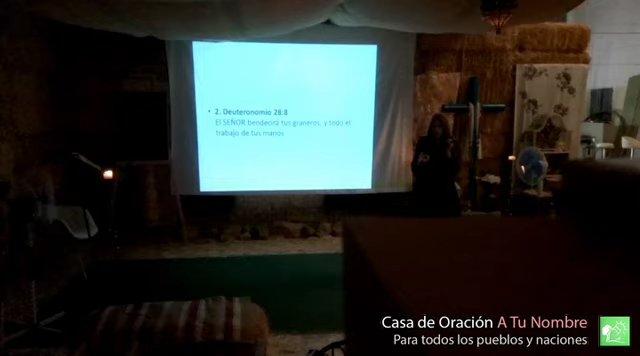 • 2. Deuteronomio 28:8
El SEÑOR bendecirá tus graneros, y todo el
trabajo de tus manos
Casa de Oración A Tu Nombre
Para todos los pueblos y naciones